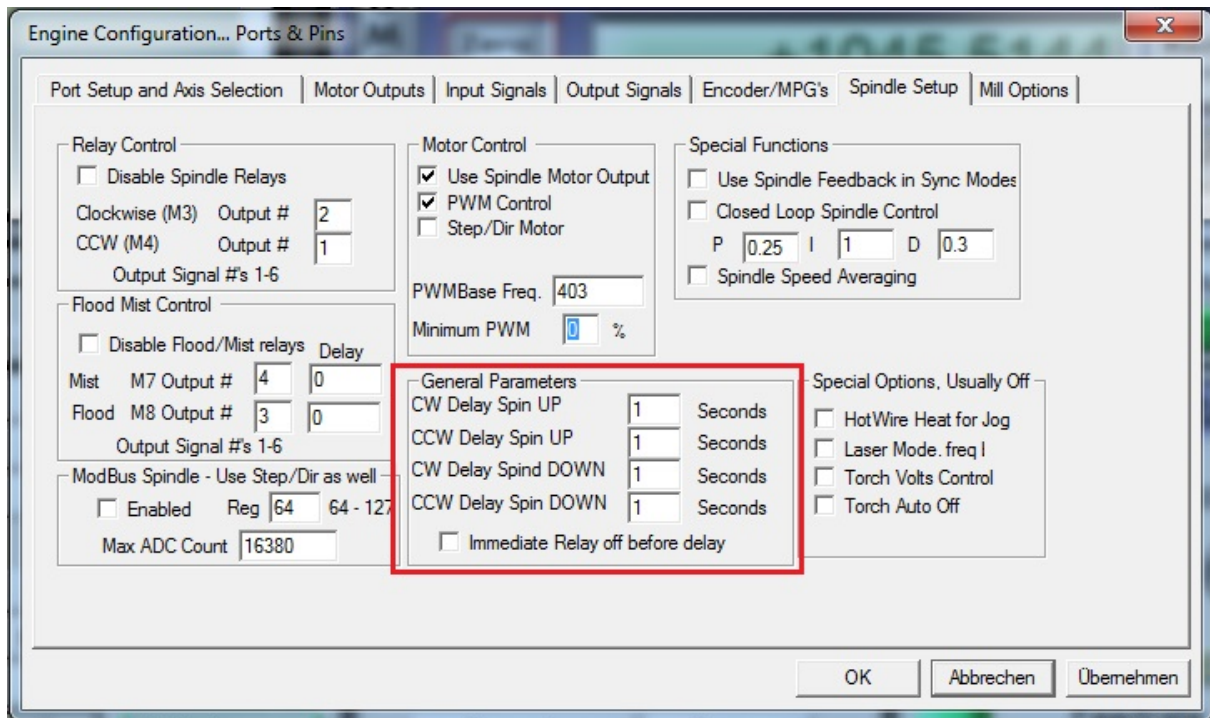 Engine Configuration... Ports & Pins
Port Setup and Axis Selection
Motor Outputs
Input Signals
Output Signals
Encoder/MPG's
Spindle Setup
Mill Options
Relay Control
Disable Spindle Relays
Clockwise (M3) Output # 2
CCW (M4) Output # 1
Output Signal #'s 1-6
Flood Mist Control
Disable Flood/Mist relays Delay
Mist M7 Output # 4 0
Flood M8 Output # 3 0
Output Signal #'s 1-6
ModBus Spindle - Use Step/Dir as well
Enabled Reg 64 64 - 127
Max ADC Count 16380
Motor Control
Use Spindle Motor Output
PWM Control
Step/Dir Motor
PWMBase Freq. 403
Minimum PWM 0 %
General Parameters
CW Delay Spin UP 1 Seconds
CCW Delay Spin UP 1 Seconds
CW Delay Spind DOWN 1 Seconds
CCW Delay Spin DOWN 1 Seconds
Immediate Relay off before delay
Special Functions
Use Spindle Feedback in Sync Modes
Closed Loop Spindle Control
P 0.25 I 1 D 0.3
Spindle Speed Averaging
Special Options, Usually Off
HotWire Heat for Jog
Laser Mode. freq I
Torch Volts Control
Torch Auto Off
OK
Abbrechen
Übernehmen